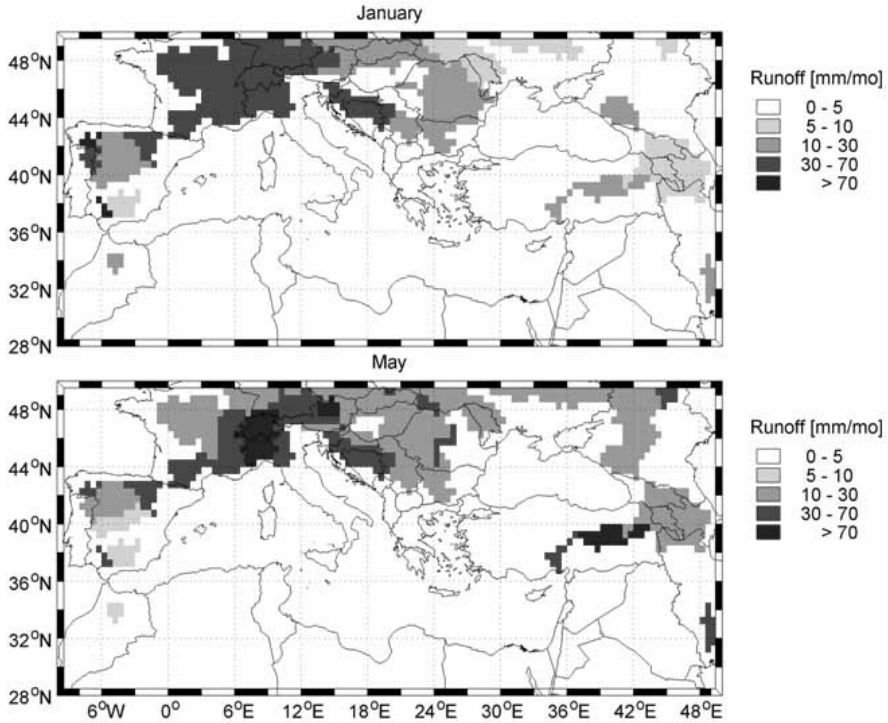 January
48°N
44°N
40°N
36°N
32°N
28°N
Runoff [mm/mo]
0 - 5
5 - 10
10 - 30
30 - 70
> 70
May
48°N
44°N
40°N
36°N
32°N
28°N
6°W 0° 6°E 12°E 18°E 24°E 30°E 36°E 42°E 48°E
Runoff [mm/mo]
0 - 5
5 - 10
10 - 30
30 - 70
> 70